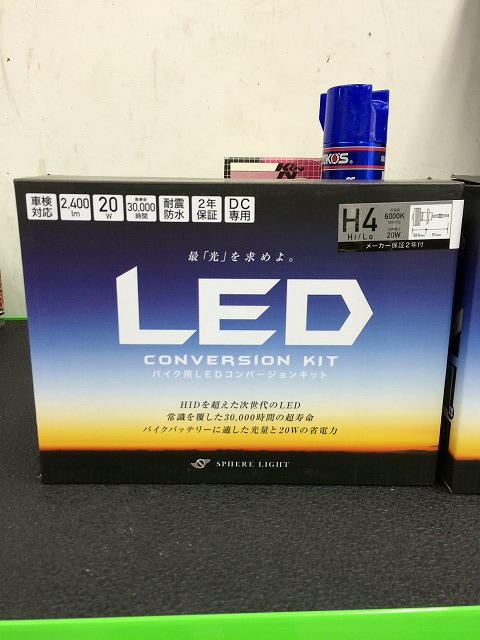 K&N
KO'S
車検対応
2,400 lm
20 W
30,000 時間
耐震防水
2年保証
DC専用
H4
Hi/Lo
6000K
20W
メーカー保証2年付
最「光」を求めよ。
LED
CONVERSION KIT
バイク用LEDコンバージョンキット
HIDを超えた次世代のLED
常識を覆した30,000時間の超寿命
バイクバッテリーに適した光量と20Wの省電力
SPHERE LIGHT